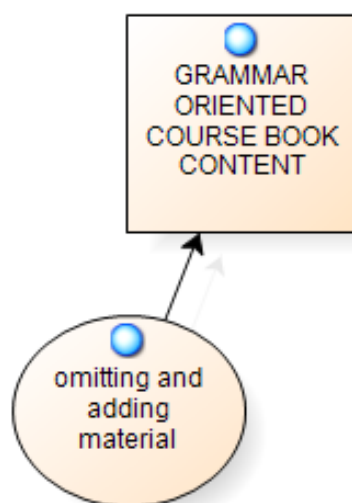 GRAMMAR
ORIENTED
COURSE BOOK
CONTENT
omitting and
adding
material